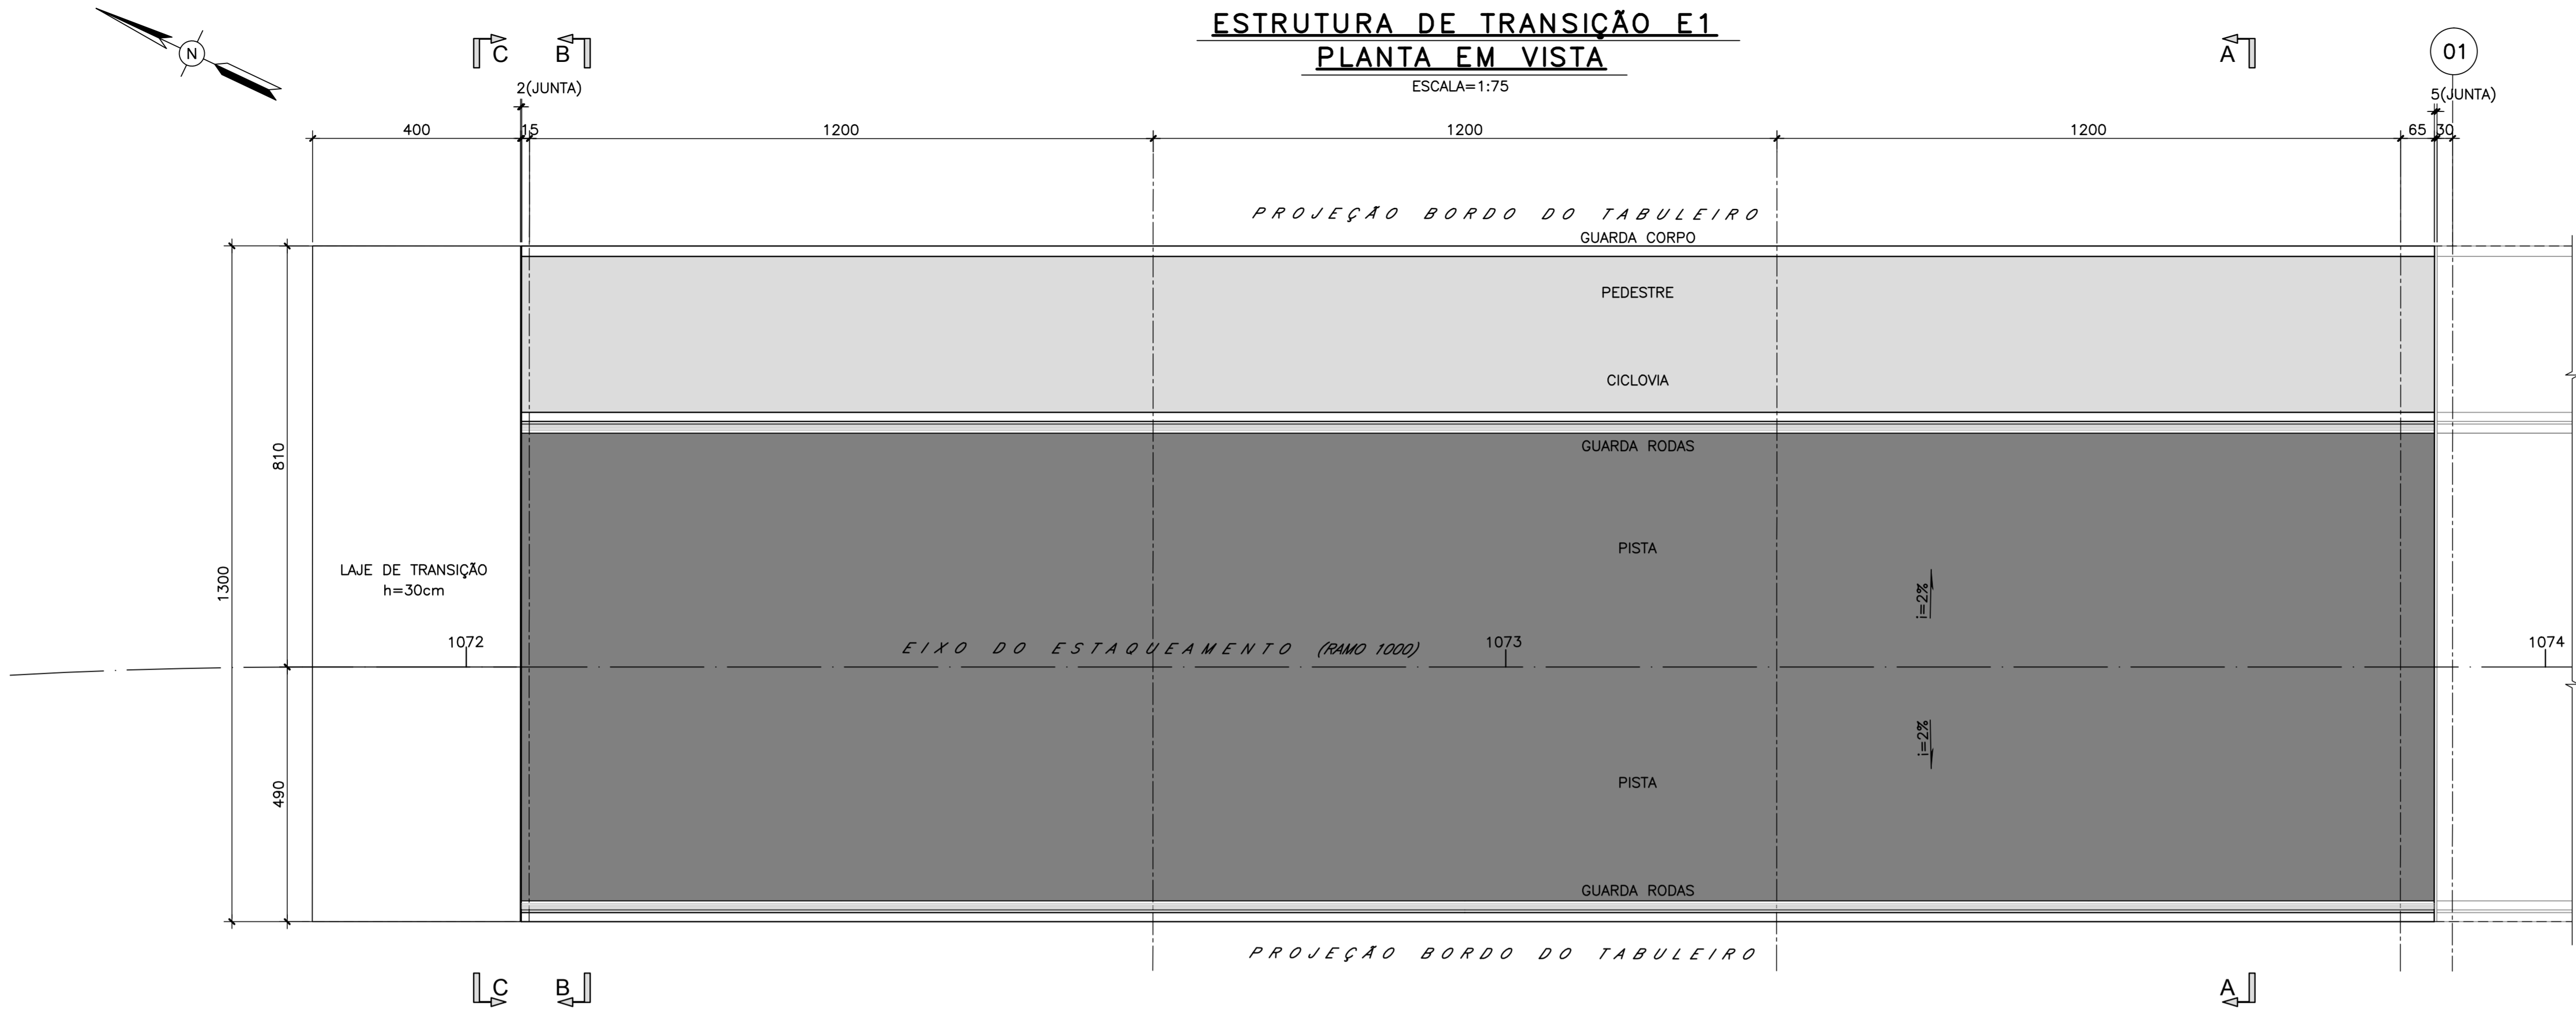 ESTRUTURA DE TRANSIÇÃO E1
PLANTA EM VISTA
ESCALA=1:75
N
C B
A
01
2(JUNTA)
5(JUNTA)
400 15 1200 1200 1200 65 30
PROJEÇÃO BORDO DO TABULEIRO
GUARDA CORPO
PEDESTRE
CICLOVIA
GUARDA RODAS
810
PISTA
1300
LAJE DE TRANSIÇÃO
h=30cm
i=2%
1072
EIXO DO ESTAQUEAMENTO (RAMO 1000)
1073
1074
i=2%
490
PISTA
GUARDA RODAS
PROJEÇÃO BORDO DO TABULEIRO
C B
A